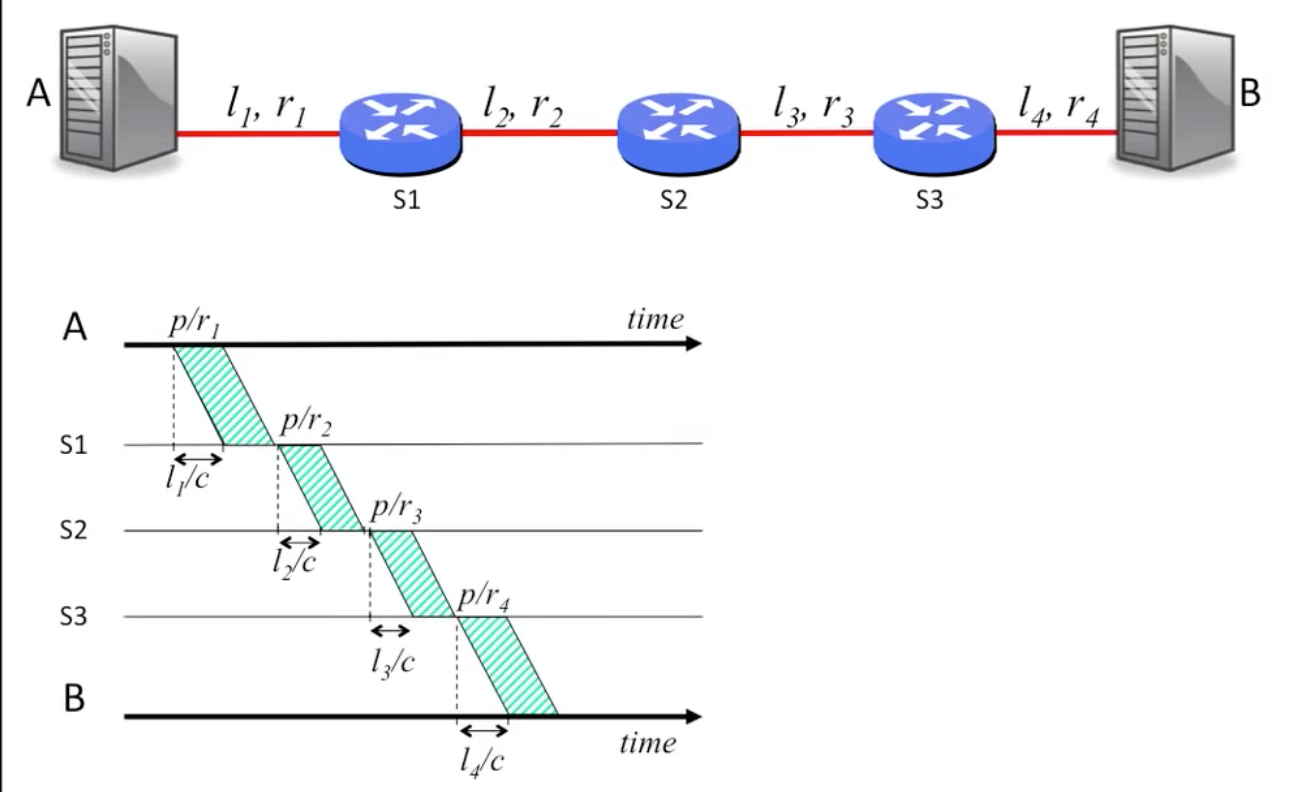 A l₁, r₁ l₂, r₂ l₃, r₃ l₄, r₄ B
S1 S2 S3
A p/r₁ time
p/r₂
S1
l₁/c
p/r₃
S2
l₂/c
p/r₄
S3
l₃/c
B
time
l₄/c